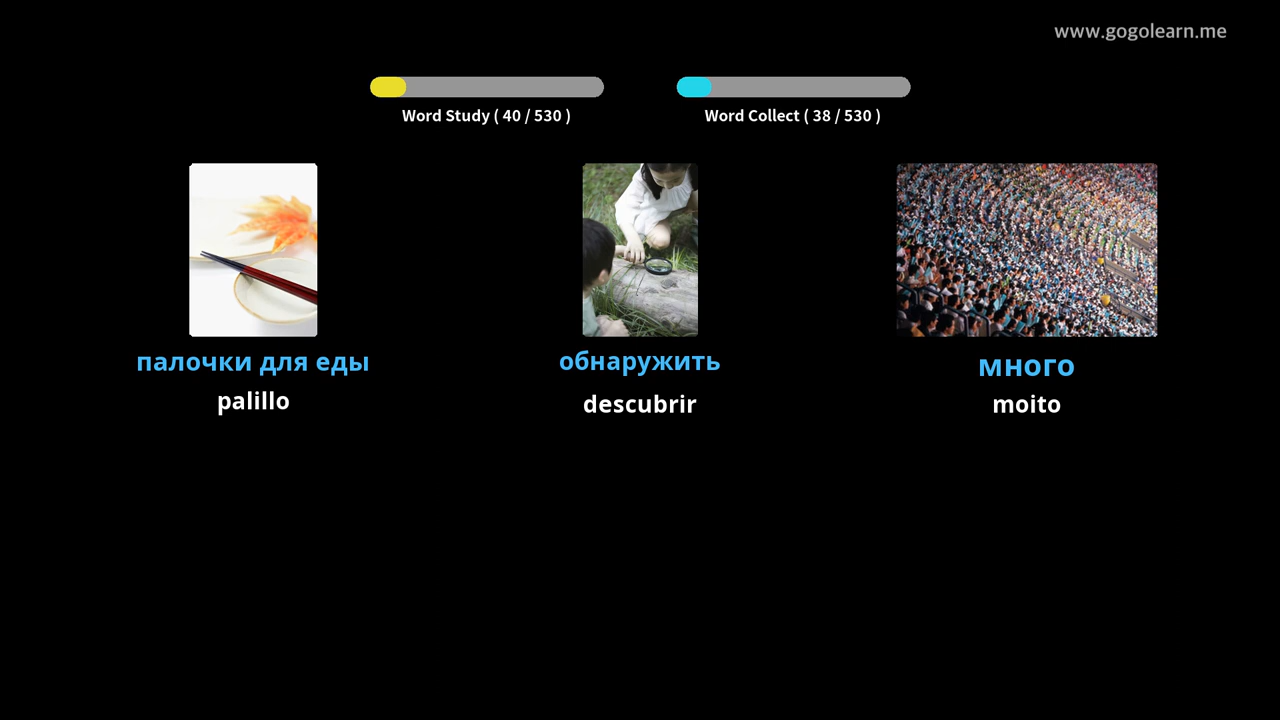 www.gogolearn.me
Word Study ( 40 / 530 )
Word Collect ( 38 / 530 )
палочки для еды
palillo
обнаружить
descubrir
много
moito